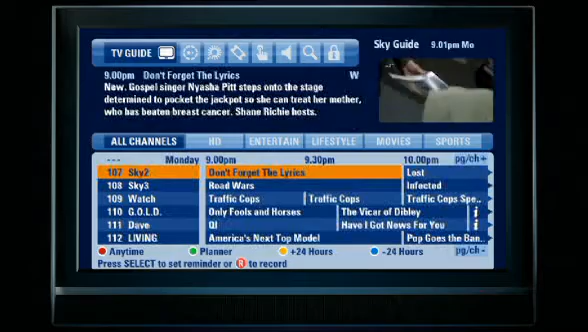 TV GUIDE
Sky Guide 9.01pm Mo
9.00pm Don't Forget The Lyrics W
New. Gospel singer Nyasha Pitt steps onto the stage
determined to pocket the jackpot so she can treat her mother,
who has beaten breast cancer. Shane Richie hosts.
ALL CHANNELS HD ENTERTAIN LIFESTYLE MOVIES SPORTS
--- Monday 9.00pm 9.30pm 10.00pm pg/ch+
107 Sky2 Don't Forget The Lyrics Lost
108 Sky3 Road Wars Infected
109 Watch Traffic Cops Traffic Cops Traffic Cops Spe..
110 G.O.L.D. Only Fools and Horses The Vicar of Dibley i
111 Dave QI Have I Got News For You i
112 LIVING America's Next Top Model Pop Goes the Ban..
Anytime Planner +24 Hours -24 Hours pg/ch-
Press SELECT to set reminder or R to record